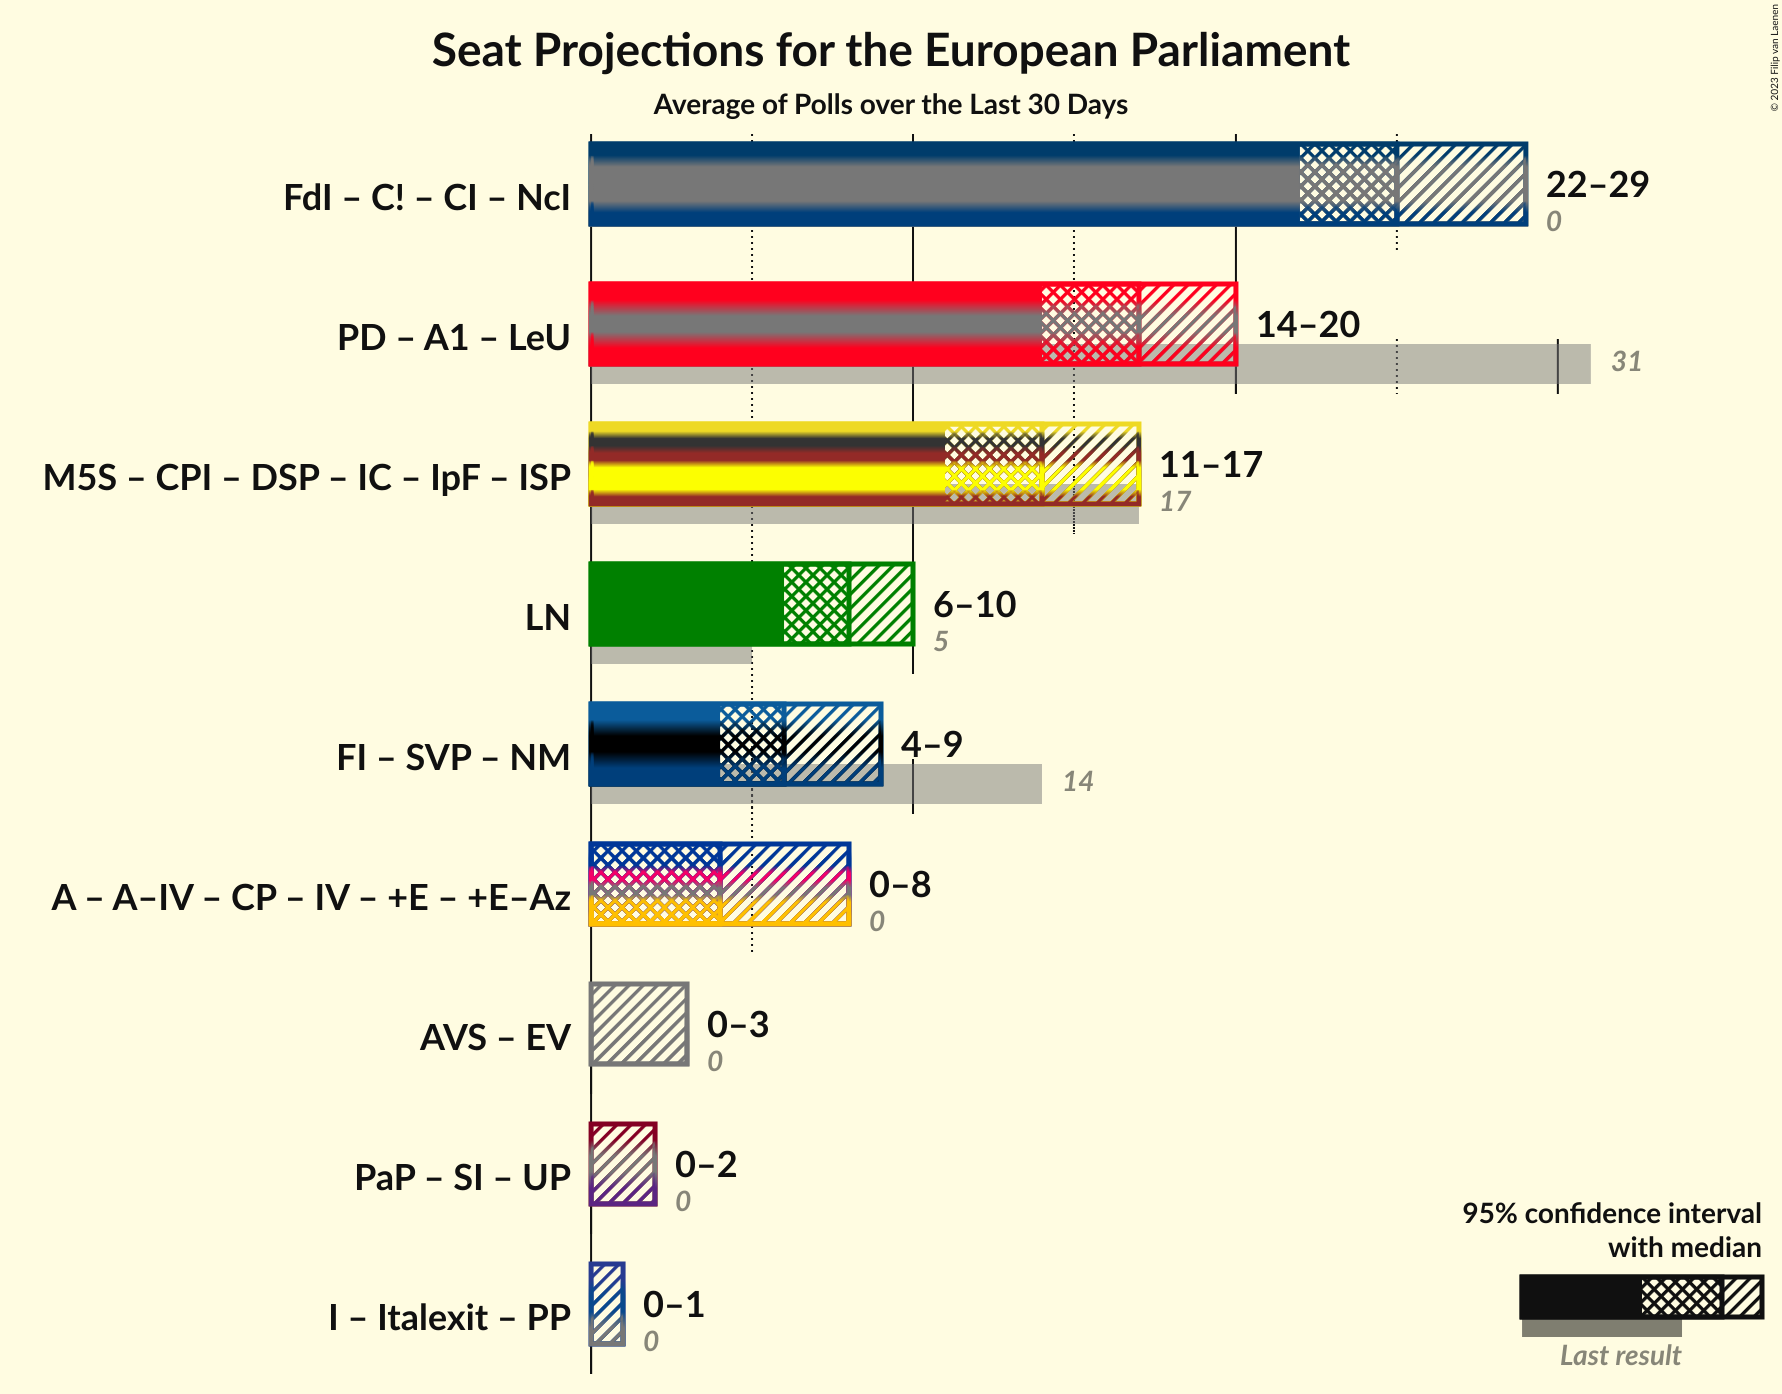 Seat Projections for the European Parliament
Average of Polls over the Last 30 Days
© 2023 Filip van Laenen
FdI – C! – CI – NcI
22–29
0
PD – A1 – LeU
14–20
31
M5S – CPI – DSP – IC – IpF – ISP
11–17
17
LN
6–10
5
FI – SVP – NM
4–9
14
A – A–IV – CP – IV – +E – +E–Az
0–8
0
AVS – EV
0–3
0
PaP – SI – UP
0–2
0
I – Italexit – PP
0–1
0
95% confidence interval
with median
Last result